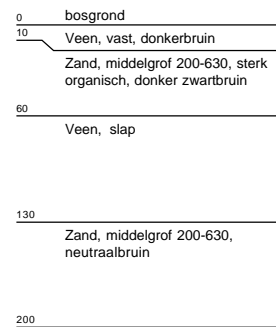 bosgrond
0
10
Veen, vast, donkerbruin
Zand, middelgrof 200-630, sterk
organisch, donker zwartbruin
60
Veen, slap
130
Zand, middelgrof 200-630,
neutraalbruin
200